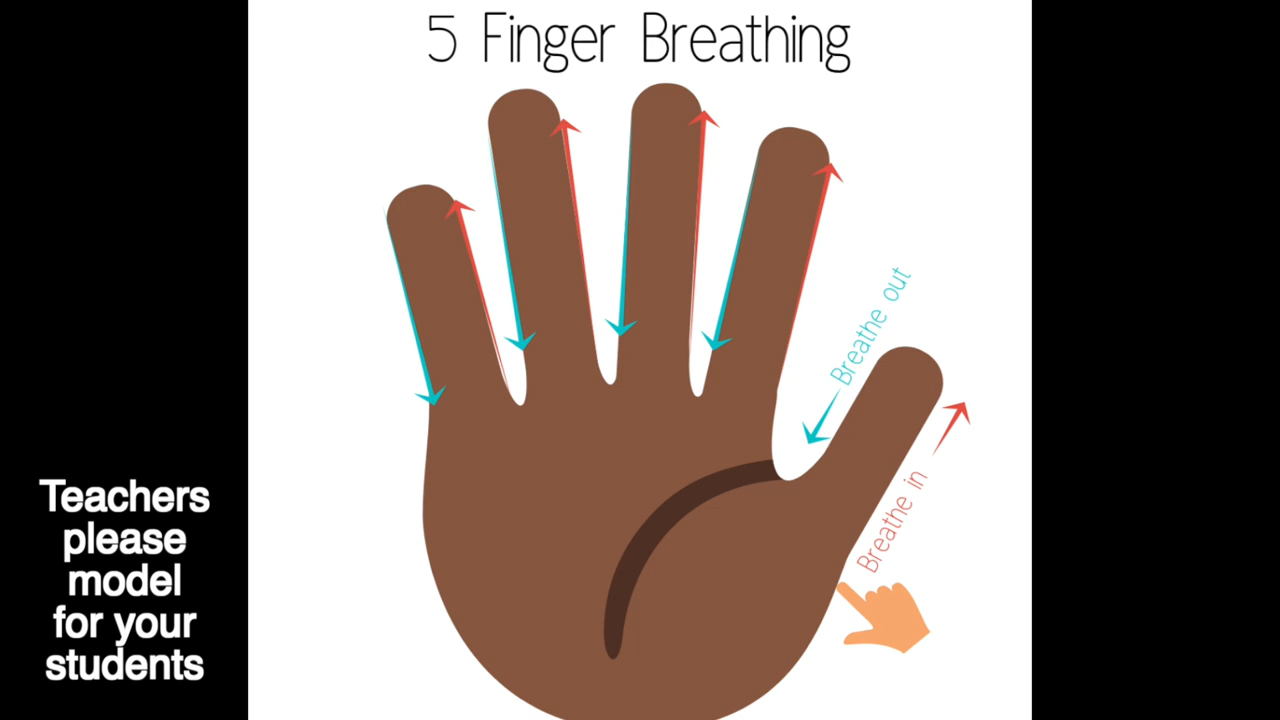 5 Finger Breathing
Breathe out
Breathe in
Teachers
please
model
for your
students